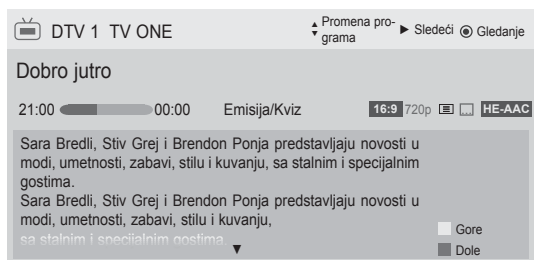 DTV 1 TV ONE
Promena pro-
grama
Sledeći
Gledanje
Dobro jutro
21:00
00:00
Emisija/Kviz
16:9
720p
HE-AAC
Sara Bredli, Stiv Grej i Brendon Ponja predstavljaju novosti u
modi, umetnosti, zabavi, stilu i kuvanju, sa stalnim i specijalnim
gostima.
Sara Bredli, Stiv Grej i Brendon Ponja predstavljaju novosti u
modi, umetnosti, zabavi, stilu i kuvanju,
sa stalnim i specijalnim gostima.
Gore
Dole